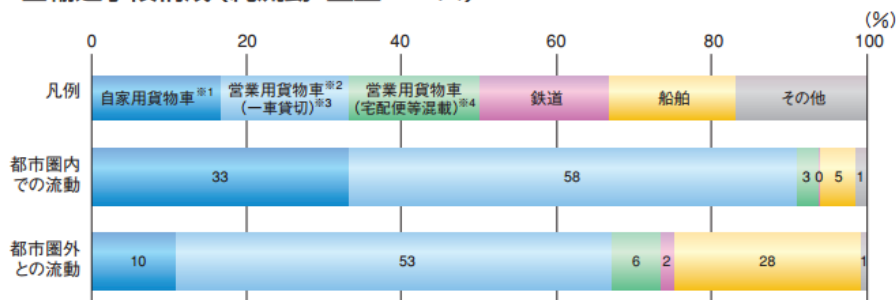 (%)
0 20 40 60 80 100
凡例 自家用貨物車※1 営業用貨物車※2 (一車貸切)※3 営業用貨物車 (宅配便等混載)※4 鉄道 船舶 その他
都市圏内
での流動
33 58 3 0 5 1
都市圏外
との流動
10 53 6 2 28 1